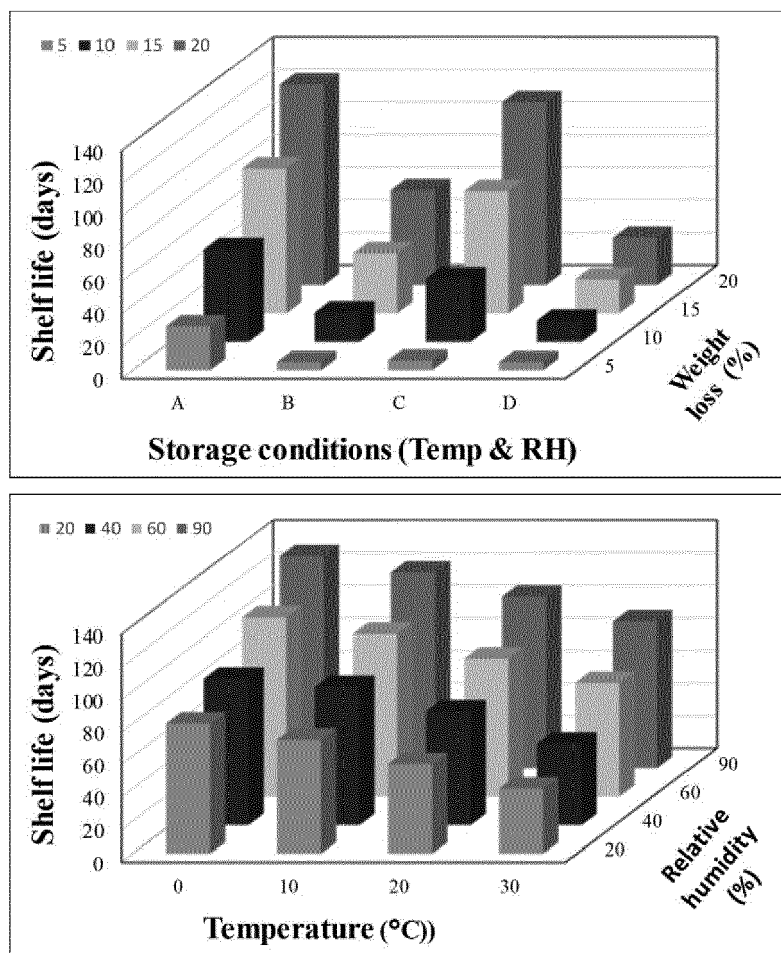 5 10 15 20
140
120
100
80
60
40
20
0
Shelf life (days)
A B C D
5 10 15 20
Weight
loss (%)
Storage conditions (Temp & RH)
20 40 60 90
140
120
100
80
60
40
20
0
Shelf life (days)
0 10 20 30
20 40 60 90
Relative
humidity
(%)
Temperature (°C))